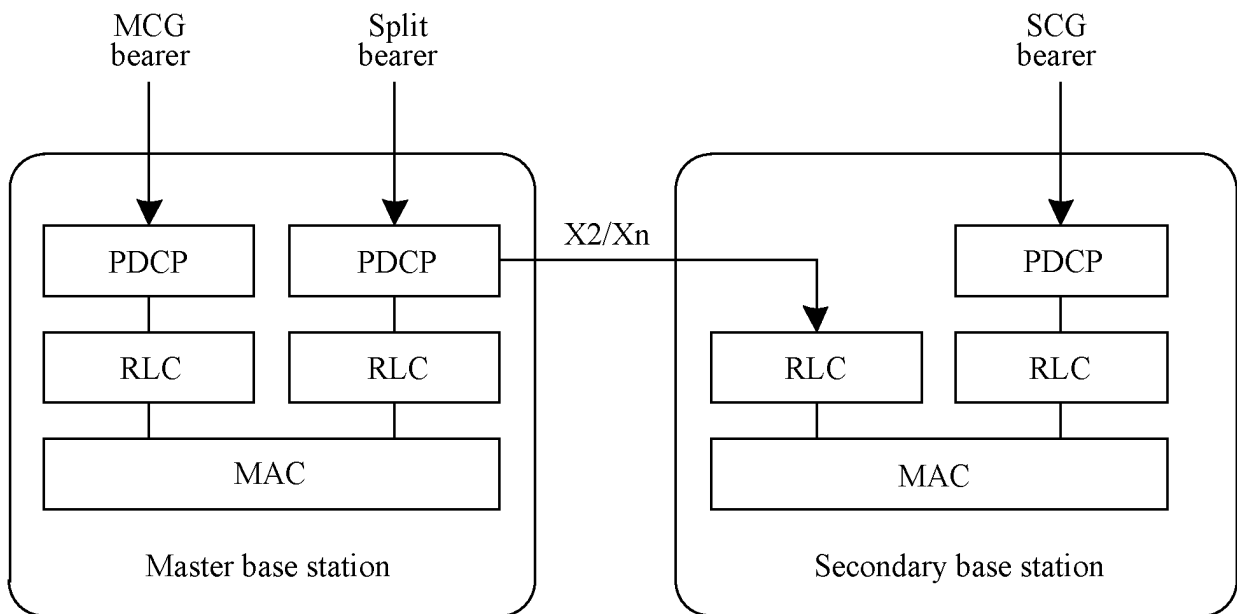 MCG
bearer
Split
bearer
SCG
bearer
X2/Xn
PDCP
PDCP
PDCP
RLC
RLC
RLC
RLC
MAC
MAC
Master base station
Secondary base station